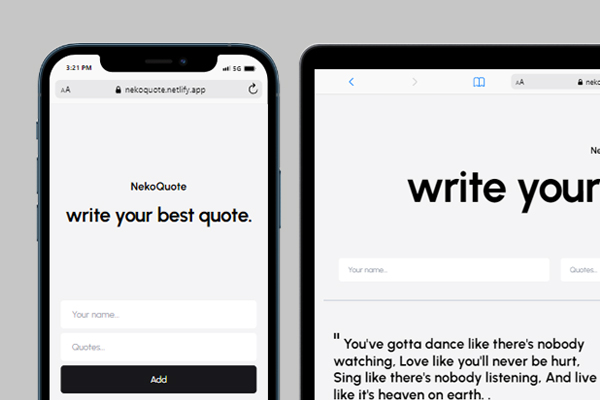 3:21 PM
5G
AA
nekoquote.netlify.app
NekoQuote
write your best quote.
Your name..
Quotes...
Add
AA
neko
Ne
write your
Your name..
Quotes..
" You've gotta dance like there's nobody
watching, Love like you'll never be hurt,
Sing like there's nobody listening, And live
like it's heaven on earth. .